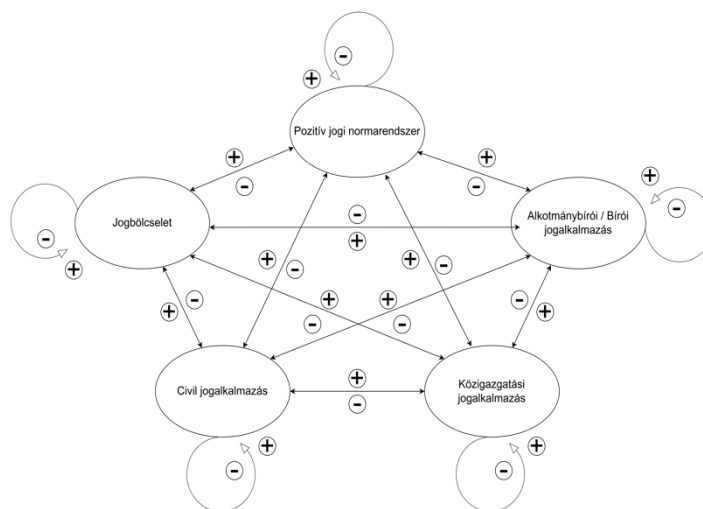 Pozitív jogi normarendszer
Jogbölcselet
Alkotmánybírói / Bírói
jogalkalmazás
Civil jogalkalmazás
Közigazgatási
jogalkalmazás